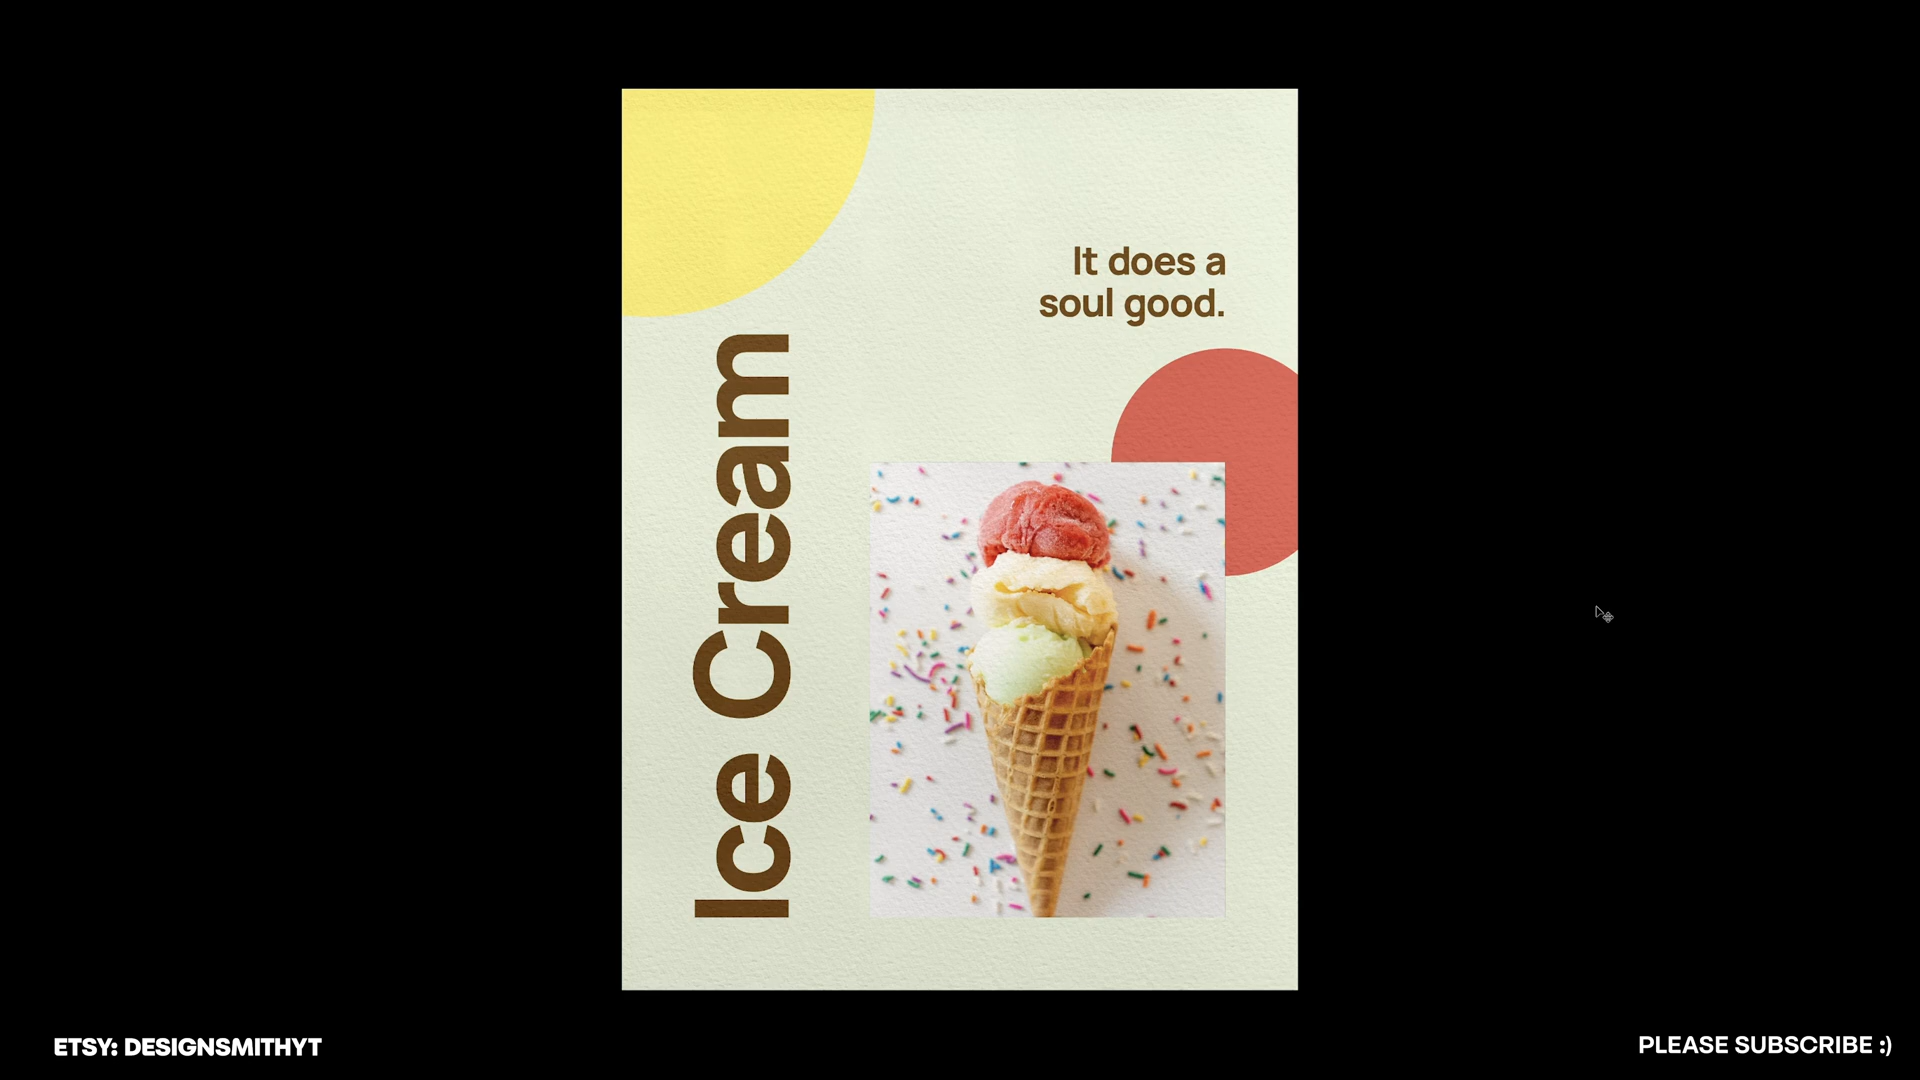 It does a
soul good.
Ice Cream
ETSY: DESIGNSMITHYT
PLEASE SUBSCRIBE :)